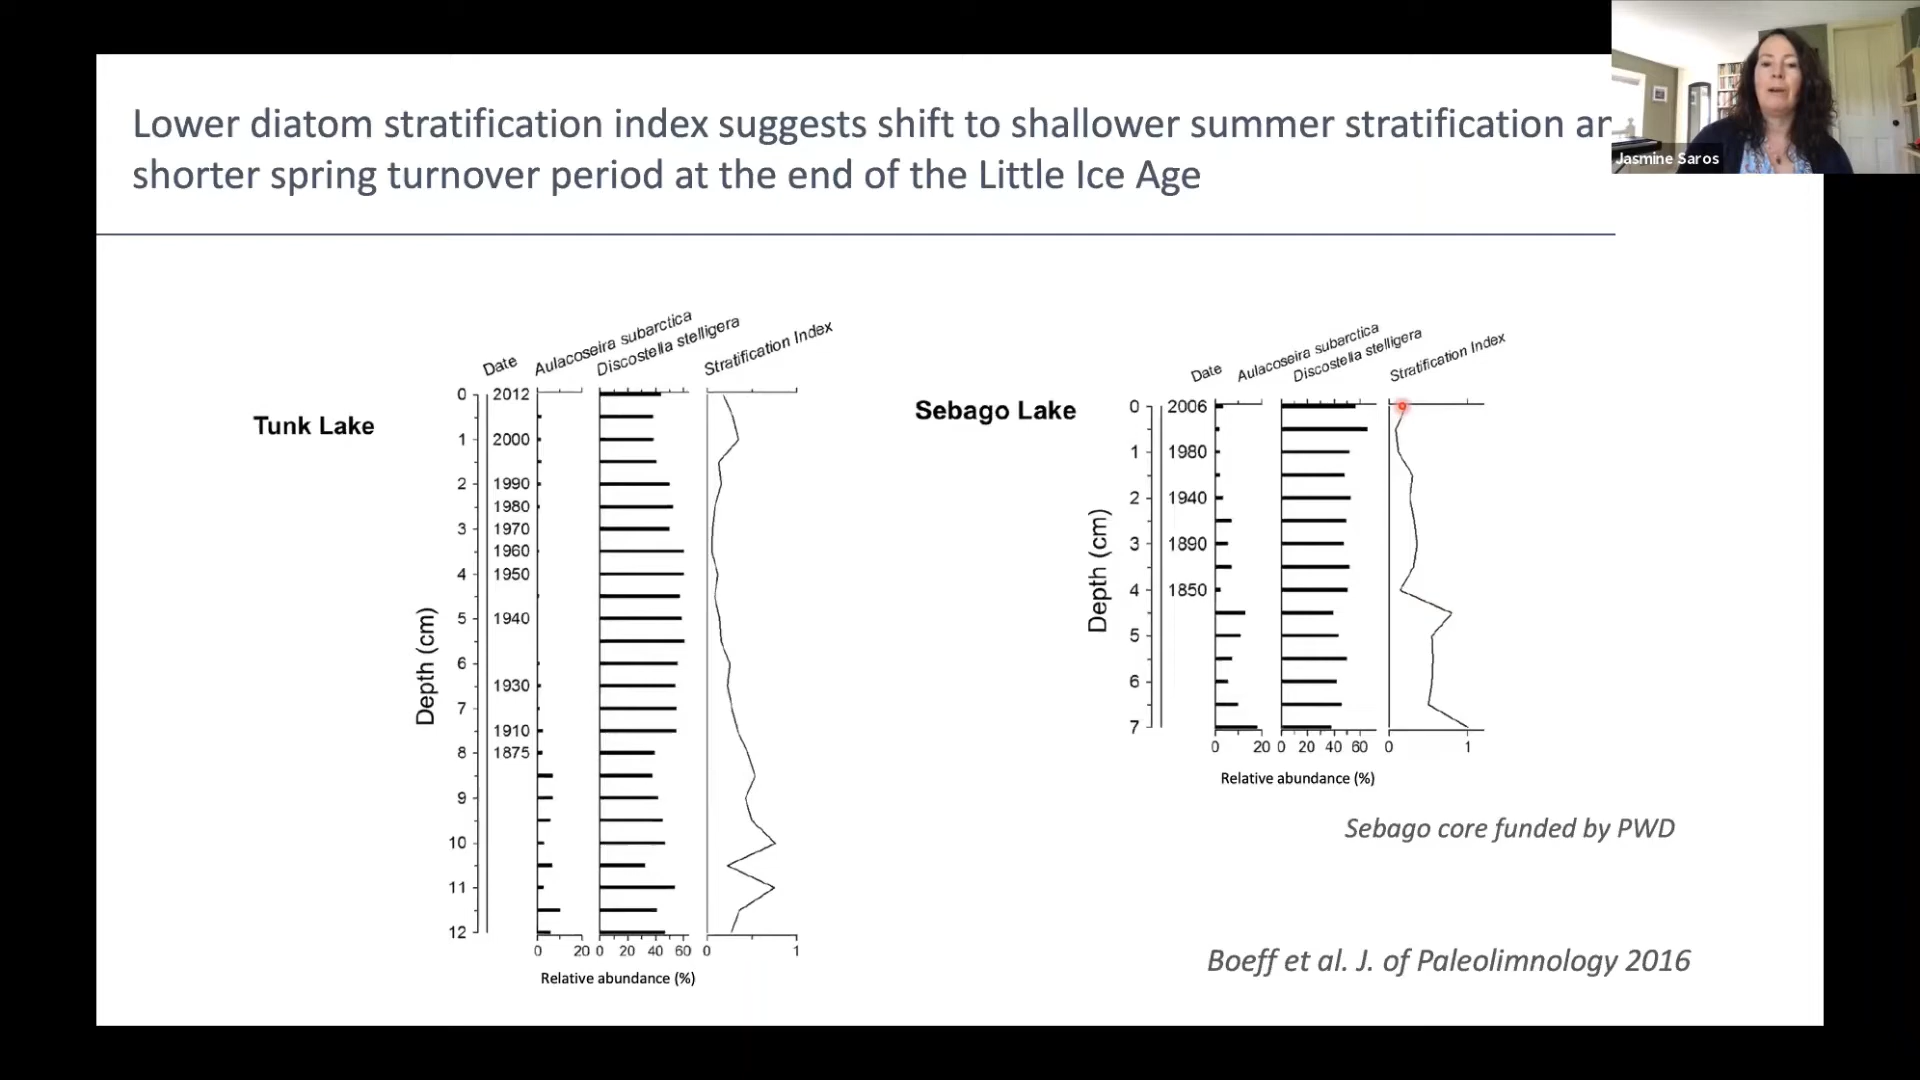 Lower diatom stratification index suggests shift to shallower summer stratification
shorter spring turnover period at the end of the Little Ice Age
Jasmine Saros
Tunk Lake
Date
Aulacoseira subarctica
Discostella stelligera
Stratification Index
Depth (cm)
0 2012
1 2000
2 1990
1980
3 1970
1960
4 1950
5 1940
6
1930
7
1910
8 1875
9
10
11
12
0 20 0 20 40 60 0 1
Relative abundance (%)
Sebago Lake
Date
Aulacoseira subarctica
Discostella stelligera
Stratification Index
Depth (cm)
0 2006
1 1980
2 1940
3 1890
4 1850
5
6
7
0 20 0 20 40 60 0 1
Relative abundance (%)
Sebago core funded by PWD
Boeff et al. J. of Paleolimnology 2016